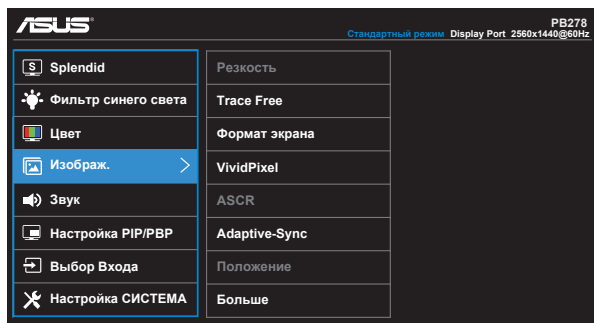 ASUS
PB278
Стандартный режим Display Port 2560x1440@60Hz
S Splendid
Фильтр синего света
Цвет
Изображ.
Звук
Настройка PIP/PBP
Выбор Входа
Настройка СИСТЕМА
Резкость
Trace Free
Формат экрана
VividPixel
ASCR
Adaptive-Sync
Положение
Больше